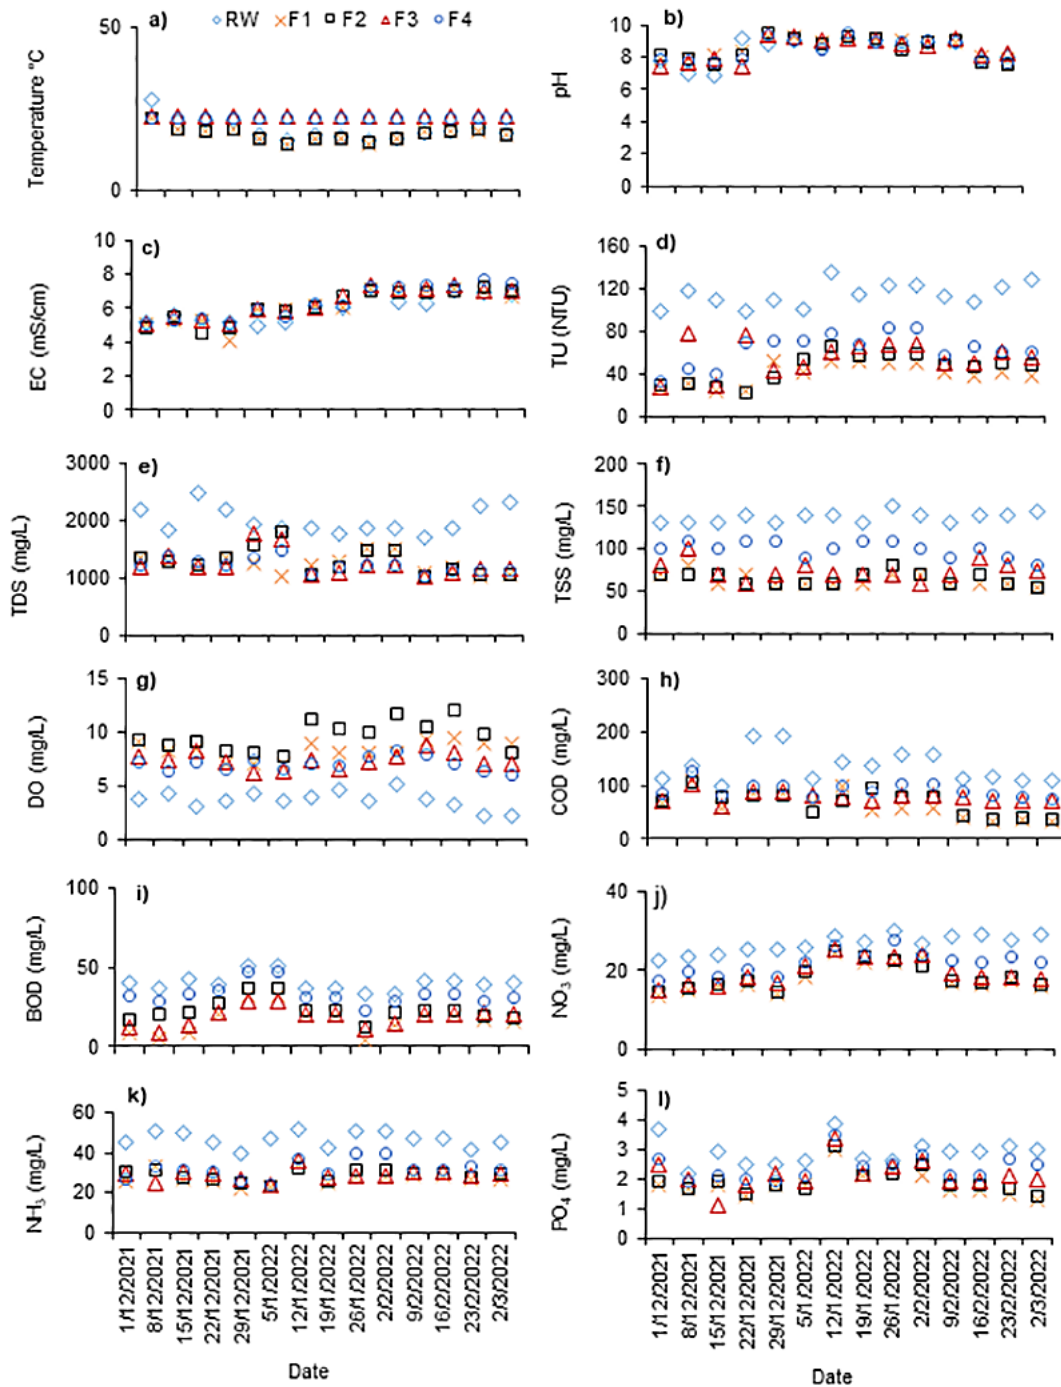 RW F1 F2 F3 F4
a)
50
0
Temperature °C
b)
10
8
6
4
2
0
pH
c)
10
8
6
4
2
0
EC (mS/cm)
d)
160
120
80
40
0
TU (NTU)
e)
3000
2000
1000
0
TDS (mg/L)
f)
200
150
100
50
0
TSS (mg/L)
g)
15
10
5
0
DO (mg/L)
h)
300
200
100
0
COD (mg/L)
i)
100
50
0
BOD (mg/L)
j)
40
20
0
NO3 (mg/L)
k)
60
40
20
0
NH3 (mg/L)
1/12/2021
8/12/2021
15/12/2021
22/12/2021
29/12/2021
5/1/2022
12/1/2022
19/1/2022
26/1/2022
2/2/2022
9/2/2022
16/2/2022
23/2/2022
2/3/2022
Date
l)
5
4
3
2
1
0
PO4 (mg/L)
1/12/2021
8/12/2021
15/12/2021
22/12/2021
29/12/2021
5/1/2022
12/1/2022
19/1/2022
26/1/2022
2/2/2022
9/2/2022
16/2/2022
23/2/2022
2/3/2022
Date